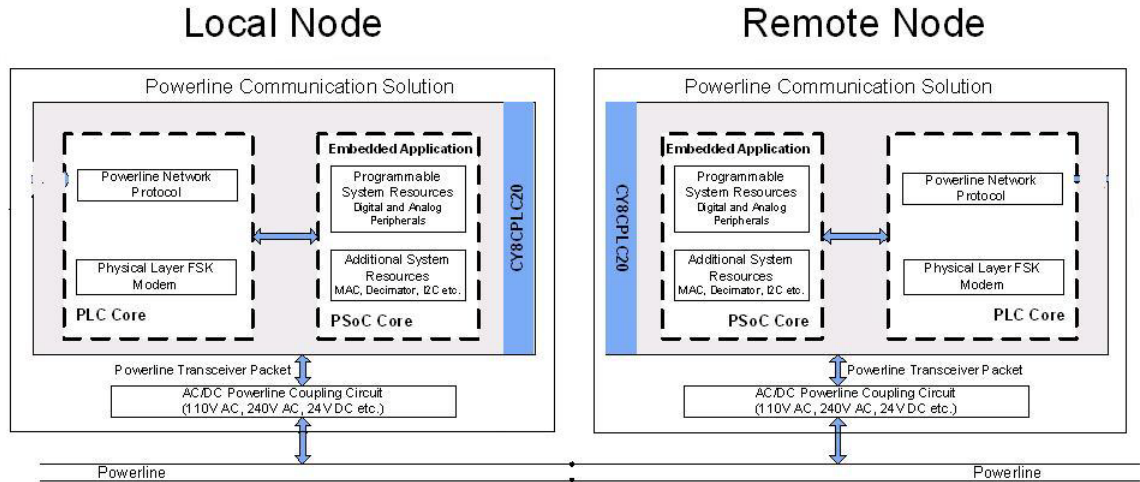 Local Node
Powerline Communication Solution
Powerline Network
Protocol
Physical Layer FSK
Modem
PLC Core
Embedded Application
Programmable
System Resources
Digital and Analog
Peripherals
Additional System
Resources
MAC, Decimator, I2C etc.
PSoC Core
CY8CPLC20
Powerline Transceiver Packet
AC/DC Powerline Coupling Circuit
(110V AC, 240V AC, 24V DC etc.)
Powerline
Remote Node
Powerline Communication Solution
CY8CPLC20
Embedded Application
Programmable
System Resources
Digital and Analog
Peripherals
Additional System
Resources
MAC, Decimator, I2C etc.
PSoC Core
Powerline Network
Protocol
Physical Layer FSK
Modem
PLC Core
Powerline Transceiver Packet
AC/DC Powerline Coupling Circuit
(110V AC, 240V AC, 24V DC etc.)
Powerline